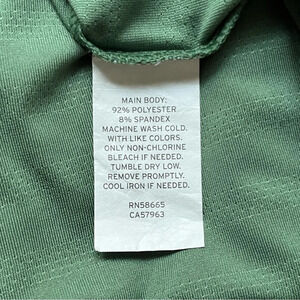 MAIN BODY:
92% POLYESTER
8% SPANDEX
MACHINE WASH COLD.
WITH LIKE COLORS.
ONLY NON-CHLORINE
BLEACH IF NEEDED.
TUMBLE DRY LOW.
REMOVE PROMPTLY.
COOL IRON IF NEEDED.
RN58665
CA57963